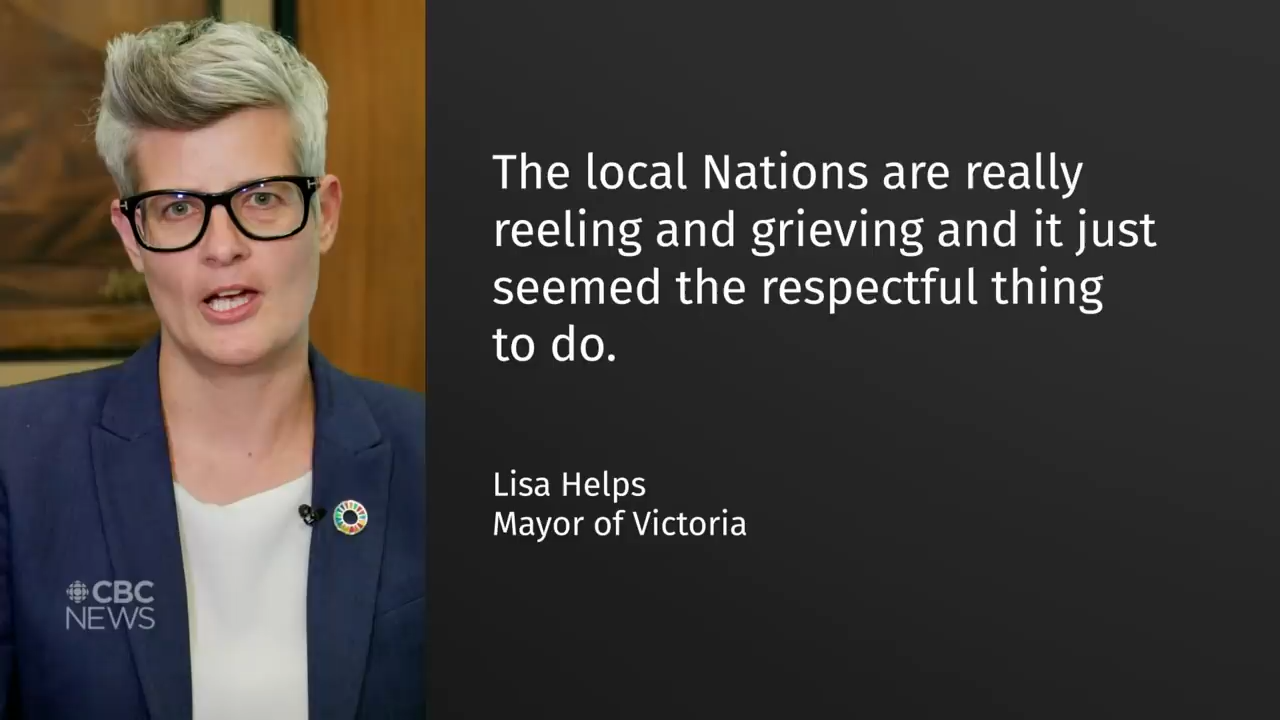 The local Nations are really
reeling and grieving and it just
seemed the respectful thing
to do.
Lisa Helps
Mayor of Victoria
CBC
NEWS